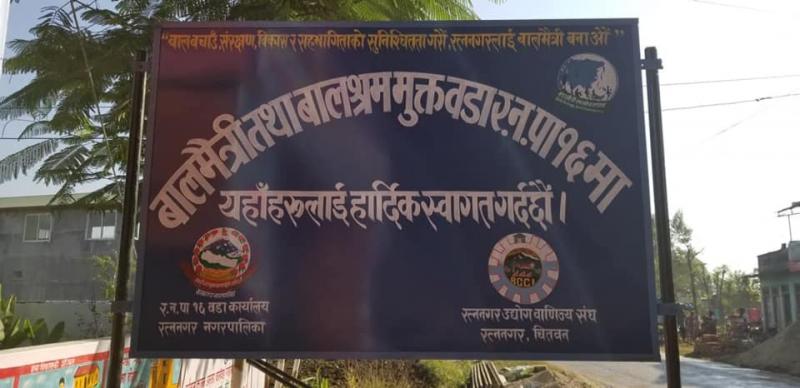 "बालबचाउँ, संरक्षण, विकास र सहभागिताको सुनिश्चितता गरौं, रत्ननगरलाई बालमैत्री बनाऔं"
बालमैत्री तथा बालश्रम मुक्त वडा र.न.पा १६ मा
यहाँहरुलाई हार्दिक स्वागत गर्दछौं।
BCCI
र.न.पा १६ वडा कार्यालय
रत्ननगर नगरपालिका
रत्ननगर उद्योग वाणिज्य संघ
रत्ननगर, चितवन